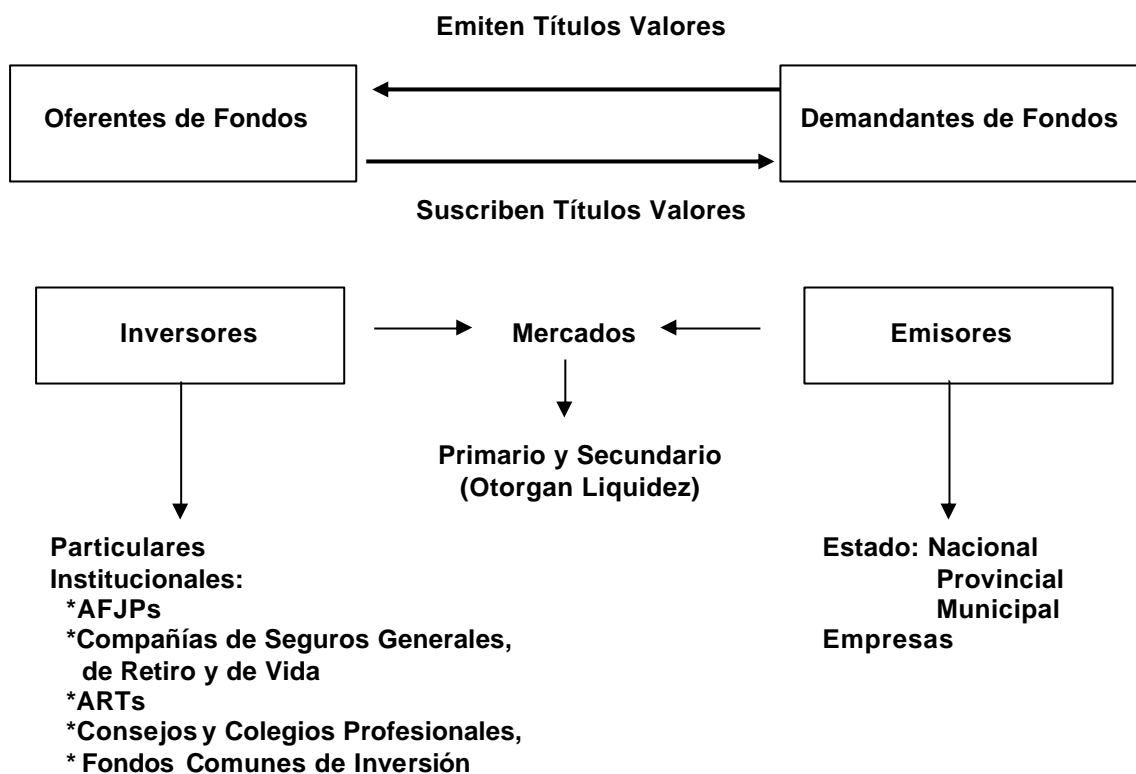 Emiten Títulos Valores
Oferentes de Fondos
Demandantes de Fondos
Suscriben Títulos Valores
Inversores
Mercados
Emisores
Primario y Secundario
(Otorgan Liquidez)
Particulares
Institucionales:
*AFJPs
*Compañías de Seguros Generales,
de Retiro y de Vida
*ARTs
*Consejos y Colegios Profesionales,
* Fondos Comunes de Inversión
Estado: Nacional
Provincial
Municipal
Empresas